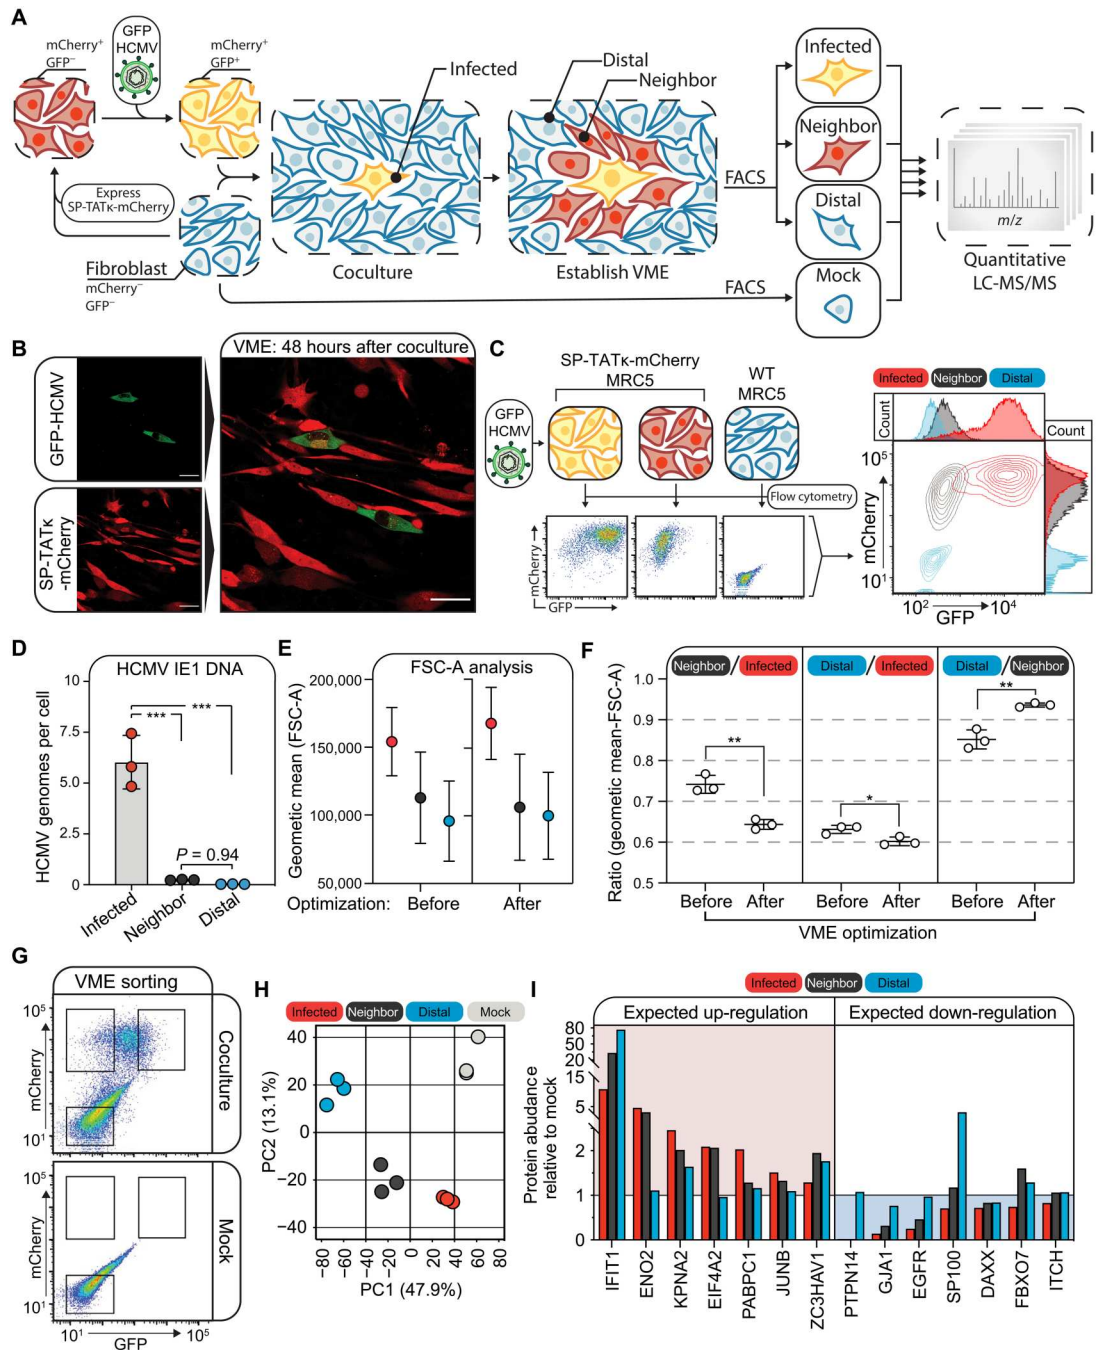 A
mCherry⁺
GFP⁻
GFP
HCMV
mCherry⁺
GFP⁺
Express
SP-TATκ-mCherry
Fibroblast
mCherry⁻
GFP⁻
Infected
Coculture
Distal
Neighbor
Establish VME
FACS
FACS
Infected
Neighbor
Distal
Mock
m/z
Quantitative
LC-MS/MS
B
GFP-HCMV
SP-TATκ
-mCherry
VME: 48 hours after coculture
C
SP-TATκ-mCherry
MRC5
WT
MRC5
GFP
HCMV
Flow cytometry
mCherry
GFP
Infected Neighbor Distal
Count
Count
10⁵
mCherry
10¹
10² GFP 10⁴
D
HCMV IE1 DNA
HCMV genomes per cell
10
7.5
5.0
2.5
0
***
***
P = 0.94
Infected
Neighbor
Distal
E
FSC-A analysis
Geometic mean (FSC-A)
200,000
150,000
100,000
50,000
Optimization: Before After
F
Neighbor / Infected
Distal / Infected
Distal / Neighbor
Ratio (geometic mean-FSC-A)
1.0
0.9
0.8
0.7
0.6
0.5
**
*
**
Before After Before After Before After
VME optimization
G
VME sorting
10⁵
mCherry
10¹
Coculture
10⁵
mCherry
10¹
Mock
10¹ GFP 10⁵
H
Infected Neighbor Distal Mock
PC2 (13.1%)
40
20
0
−20
−40
−80 −60 −40 −20 0 20 40 60 80
PC1 (47.9%)
I
Infected Neighbor Distal
Expected up-regulation
Expected down-regulation
Protein abudance
relative to mock
80
50
20
15
5
2
1
0
IFIT1
ENO2
KPNA2
EIF4A2
PABPC1
JUNB
ZC3HAV1
PTPN14
GJA1
EGFR
SP100
DAXX
FBXO7
ITCH